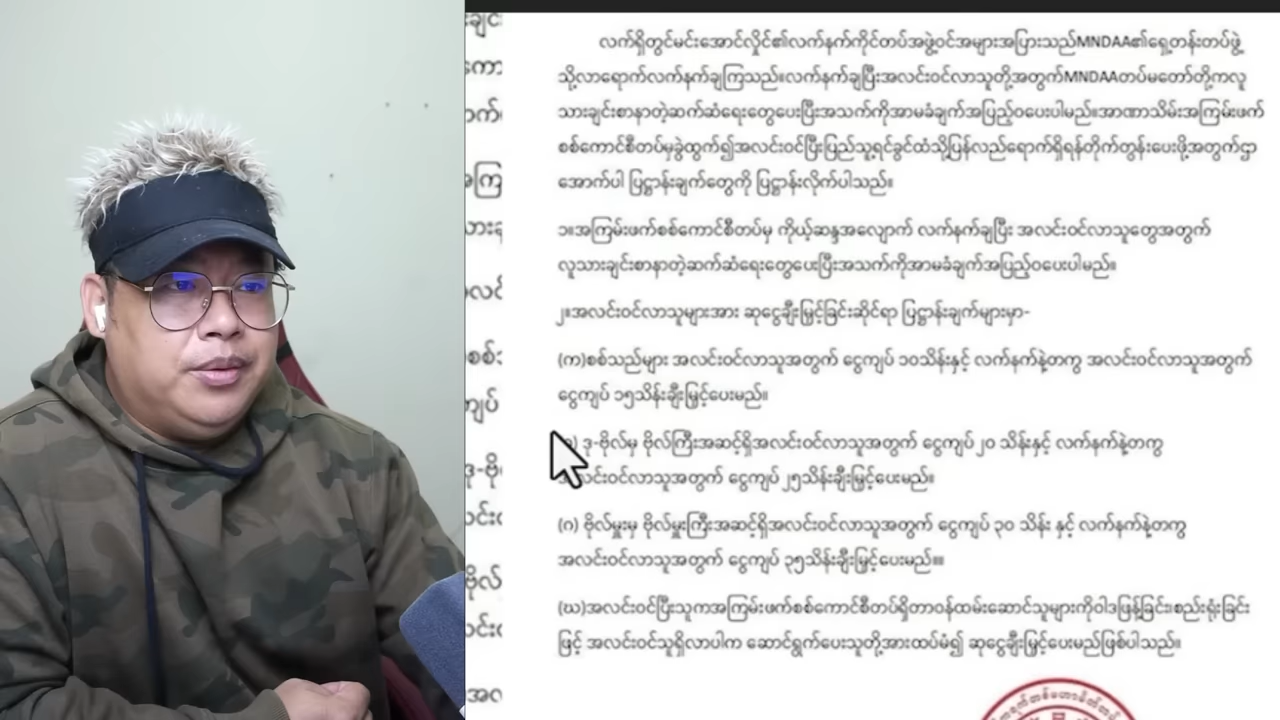 လက်ရှိတွင်မင်းအောင်လှိုင်၏လက်နက်ကိုင်တပ်အဖွဲ့ဝင်အများအပြားသည်MNDAA၏ရှေ့တန်းတပ်ဖွဲ့
သို့လာရောက်လက်နက်ချကြသည်။လက်နက်ချပြီးအလင်းဝင်လာသူတို့အတွက်MNDAAတပ်မတော်တို့ကလူ
သားချင်းစာနာတဲ့ဆက်ဆံရေးတွေပေးပြီးအသက်ကိုအာမခံချက်အပြည့်ဝပေးပါမည်။အာဏာသိမ်းအကြမ်းဖက်
စစ်ကောင်စီတပ်မှခွဲထွက်၍အလင်းဝင်ပြီးပြည်သူ့ရင်ခွင်ထံသို့ပြန်လည်ရောက်ရှိရန်တိုက်တွန်းပေးဖို့အတွက်ဌာ
အောက်ပါ ပြဋ္ဌာန်းချက်တွေကို ပြဋ္ဌာန်းလိုက်ပါသည်။
၁။အကြမ်းဖက်စစ်ကောင်စီတပ်မှ ကိုယ့်ဆန္ဒအလျောက် လက်နက်ချပြီး အလင်းဝင်လာသူတွေအတွက်
လူသားချင်းစာနာတဲ့ဆက်ဆံရေးတွေပေးပြီးအသက်ကိုအာမခံချက်အပြည့်ဝပေးပါမည်။
၂။အလင်းဝင်လာသူများအား ဆုငွေချီးမြှင့်ခြင်းဆိုင်ရာ ပြဋ္ဌာန်းချက်များမှာ-
(က)စစ်သည်များ အလင်းဝင်လာသူအတွက် ငွေကျပ် ၁၀သိန်းနှင့် လက်နက်နဲ့တကွ အလင်းဝင်လာသူအတွက်
ငွေကျပ် ၁၅သိန်းချီးမြှင့်ပေးမည်။
ဒု-ဗိုလ်မှ ဗိုလ်ကြီးအဆင့်ရှိအလင်းဝင်လာသူအတွက် ငွေကျပ်၂၀ သိန်းနှင့် လက်နက်နဲ့တကွ
အလင်းဝင်လာသူအတွက် ငွေကျပ်၂၅သိန်းချီးမြှင့်ပေးမည်။
(ဂ) ဗိုလ်မှူးမှ ဗိုလ်မှူးကြီးအဆင့်ရှိအလင်းဝင်လာသူအတွက် ငွေကျပ် ၃၀ သိန်း နှင့် လက်နက်နဲ့တကွ
အလင်းဝင်လာသူအတွက် ငွေကျပ် ၃၅သိန်းချီးမြှင့်ပေးမည်။။
(ဃ)အလင်းဝင်ပြီးသူကအကြမ်းဖက်စစ်ကောင်စီတပ်ရှိတာဝန်ထမ်းဆောင်သူများကိုဝါဒဖြန့်ခြင်း၊စည်းရုံးခြင်း
ဖြင့် အလင်းဝင်သူရှိလာပါက ဆောင်ရွက်ပေးသူတို့အားထပ်မံ၍ ဆုငွေချီးမြှင့်ပေးမည်ဖြစ်ပါသည်။